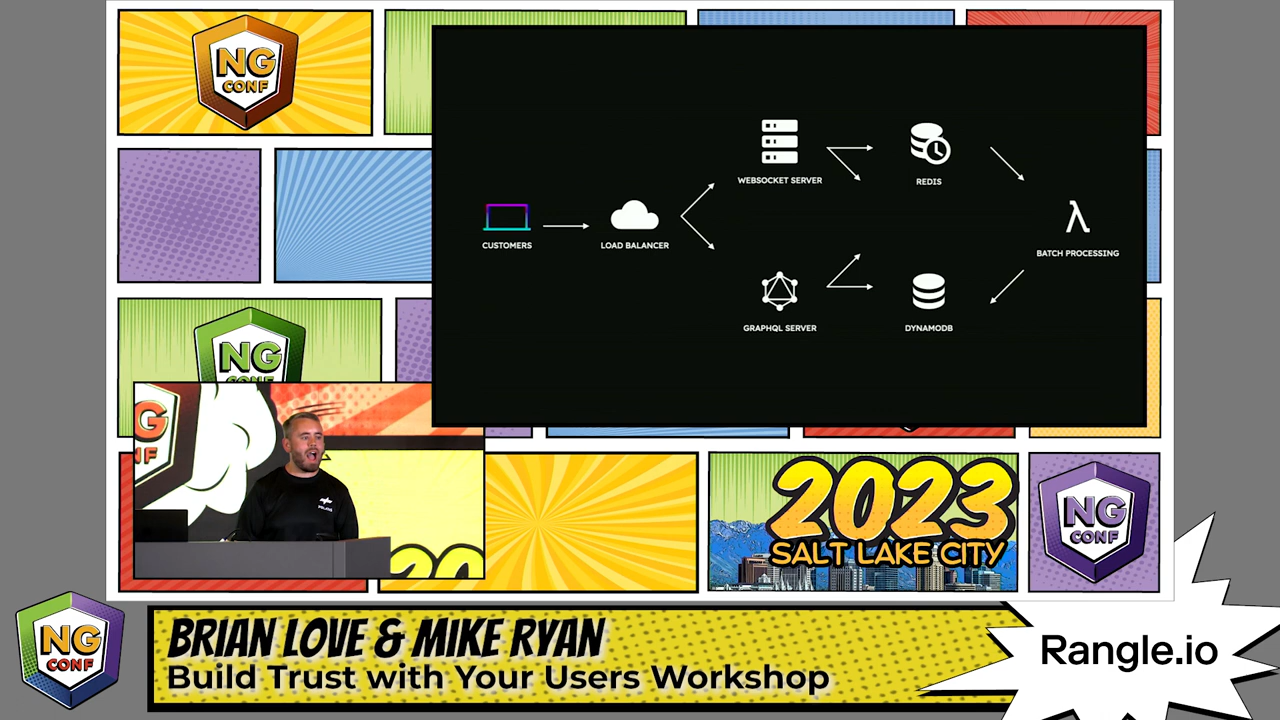 NG
CONF
WEBSOCKET SERVER
REDIS
CUSTOMERS
LOAD BALANCER
BATCH PROCESSING
GRAPHQL SERVER
DYNAMODB
NG
CONF
2023
SALT LAKE CITY
NG
CONF
NG
CONF
BRIAN LOVE & MIKE RYAN
Build Trust with Your Users Workshop
Rangle.io